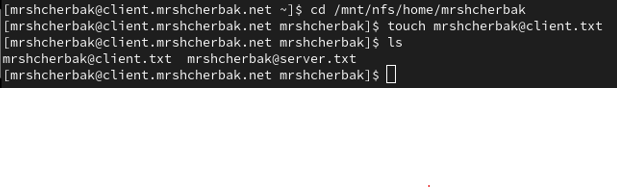 [mrshcherbak@client.mrshcherbak.net ~]$ cd /mnt/nfs/home/mrshcherbak
[mrshcherbak@client.mrshcherbak.net mrshcherbak]$ touch mrshcherbak@client.txt
[mrshcherbak@client.mrshcherbak.net mrshcherbak]$ ls
mrshcherbak@client.txt  mrshcherbak@server.txt
[mrshcherbak@client.mrshcherbak.net mrshcherbak]$